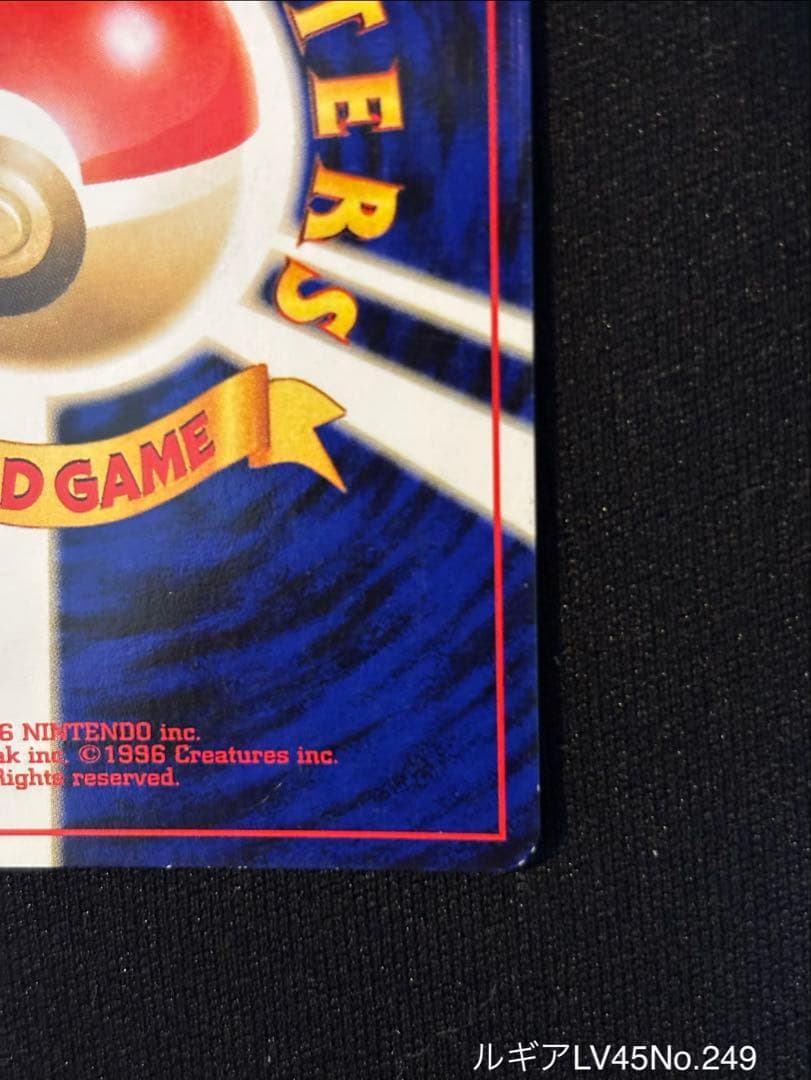 TERS
D GAME
6 NINTENDO inc.
ak inc. ©1996 Creatures inc.
Rights reserved.
ルギアLV45No.249